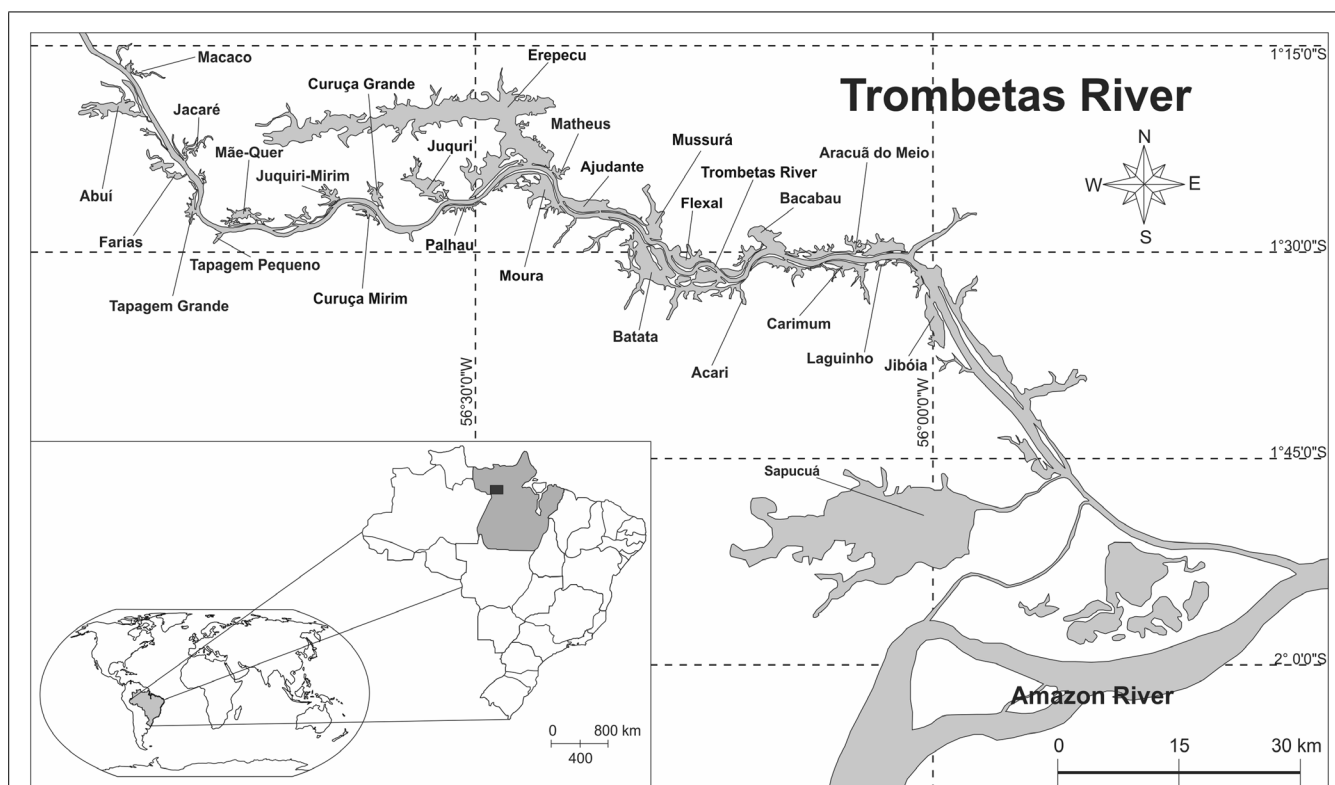 Trombetas River
1°15'0"S
Macaco
Erepecu
Curuça Grande
Jacaré
Matheus
Mussurá
Mãe-Quer
Juquri
Ajudante
Aracuã do Meio
Juquiri-Mirim
Trombetas River
N
W
E
S
Abuí
Flexal
Bacabau
Farias
Palhau
1°30'0"S
Tapagem Pequeno
Moura
Tapagem Grande
Curuça Mirim
Batata
Carimum
Laguinho
Jibóia
Acari
56°30'0"W
56°00'0"W
1°45'0"S
Sapucuá
2° 0'0"S
Amazon River
0 800 km
400
0 15 30 km